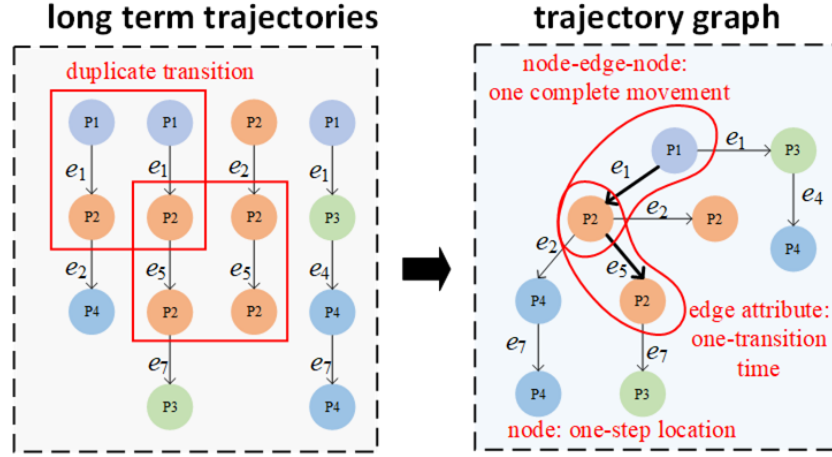 long term trajectories
duplicate transition
P1 P1 P2 P1
e1 e1 e2 e1
P2 P2 P2 P3
e2 e5 e5 e4
P4 P2 P2 P4
e7 e7
P3 P4
trajectory graph
node-edge-node:
one complete movement
P1 e1 P3
e1
P2 e2 P2 e4
e2 e5 P4
P4 P2 edge attribute:
one-transition
e7 e7 time
P4 P3
node: one-step location